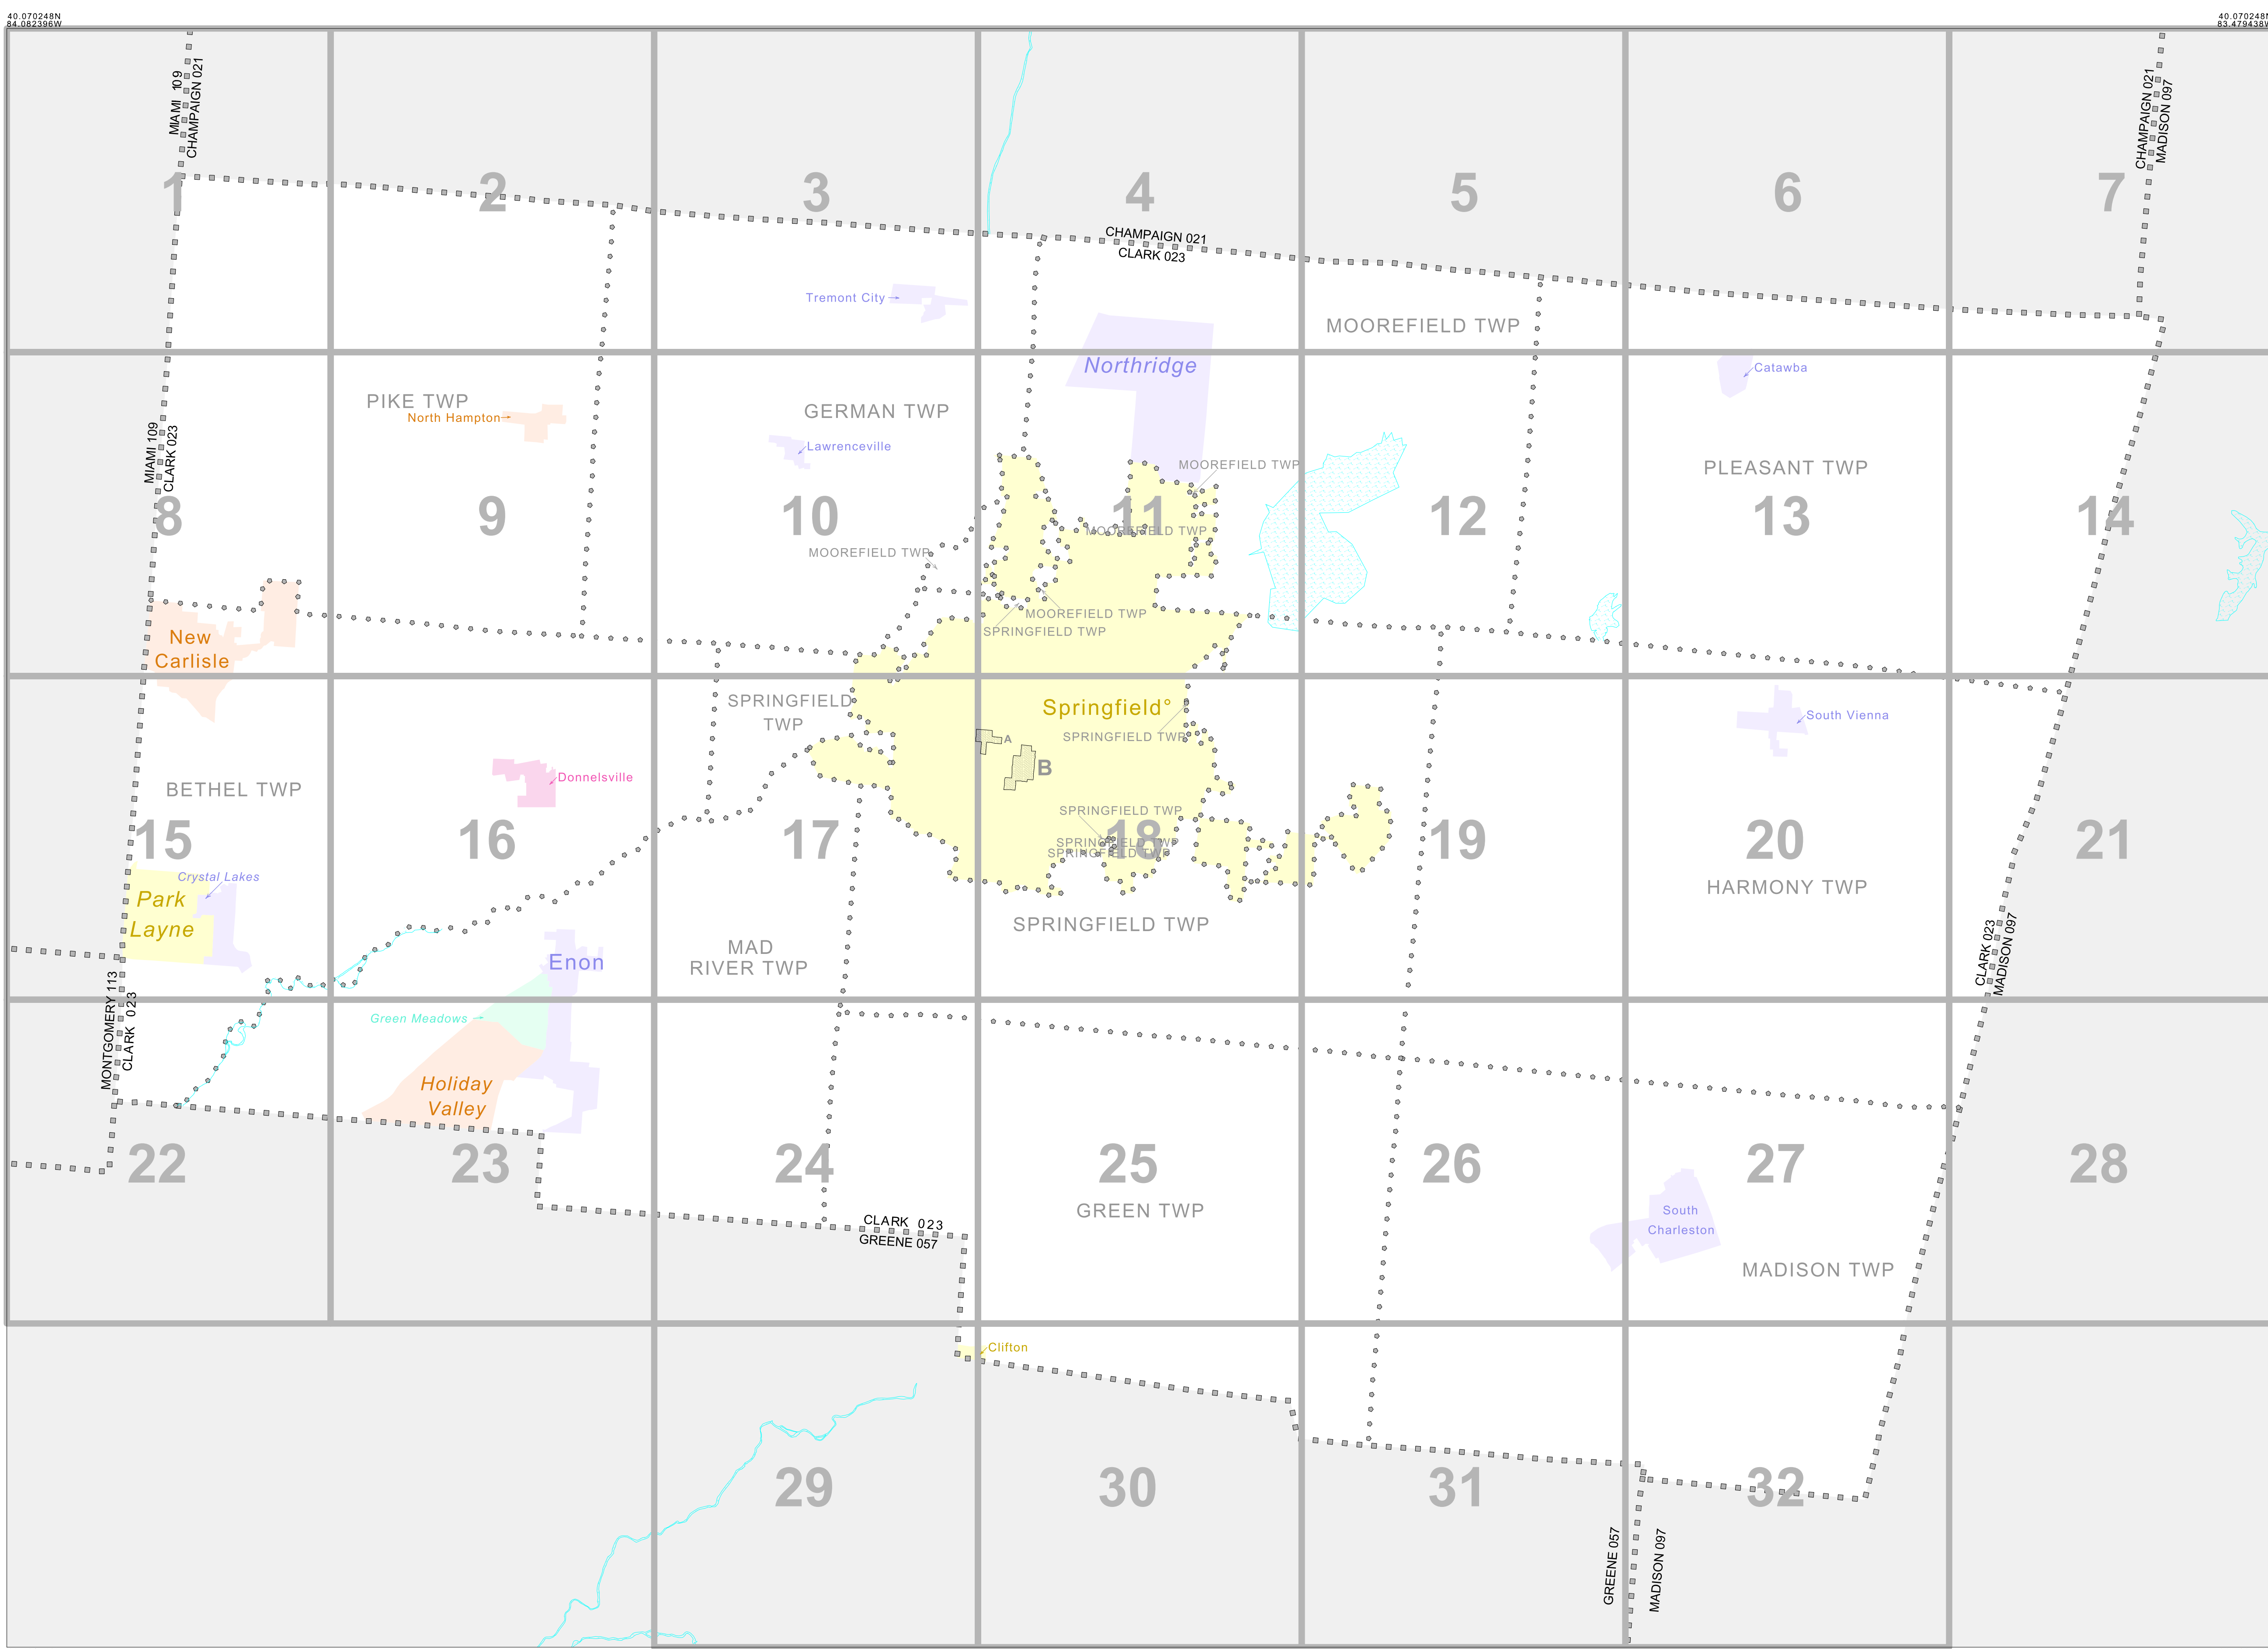 40.070248N
84.082396W
40.070248N
83.479438W
MIAMI 109
CHAMPAIGN 021
CHAMPAIGN 021
MADISON 097
1
2
3
4
5
6
7
CHAMPAIGN 021
CLARK 023
Tremont City
MOOREFIELD TWP
Northridge
Catawba
PIKE TWP
North Hampton
GERMAN TWP
Lawrenceville
MIAMI 109
CLARK 023
MOOREFIELD TWP
PLEASANT TWP
8
9
10
11
12
13
14
MOOREFIELD TWP
MOOREFIELD TWP
MOOREFIELD TWP
SPRINGFIELD TWP
New
Carlisle
SPRINGFIELD
TWP
Springfield°
SPRINGFIELD TWP
South Vienna
A
B
BETHEL TWP
Donnelsville
SPRINGFIELD TWP
15
16
17
18
19
20
21
SPRINGFIELD TWP
SPRINGFIELD TWP
Crystal Lakes
Park
Layne
HARMONY TWP
SPRINGFIELD TWP
MAD
RIVER TWP
Enon
CLARK 023
MADISON 097
MONTGOMERY 113
CLARK 023
Green Meadows
Holiday
Valley
22
23
24
25
26
27
28
GREEN TWP
South
Charleston
CLARK 023
GREENE 057
MADISON TWP
Clifton
29
30
31
32
GREENE 057
MADISON 097